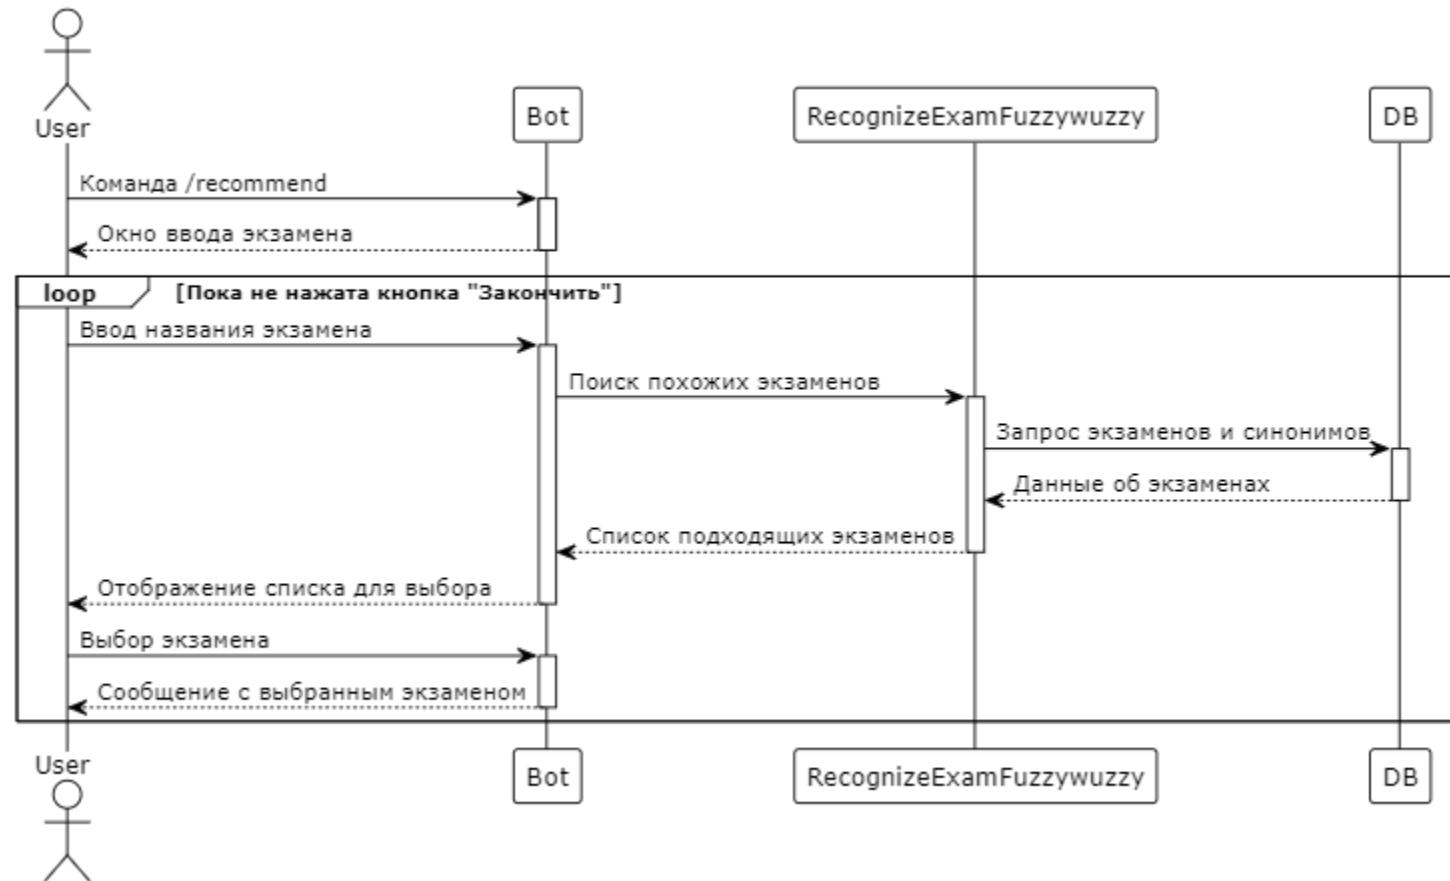 User
Bot
RecognizeExamFuzzywuzzy
DB
Команда /recommend
Окно ввода экзамена
loop
[Пока не нажата кнопка "Закончить"]
Ввод названия экзамена
Поиск похожих экзаменов
Запрос экзаменов и синонимов
Данные об экзаменах
Список подходящих экзаменов
Отображение списка для выбора
Выбор экзамена
Сообщение с выбранным экзаменом
User
Bot
RecognizeExamFuzzywuzzy
DB